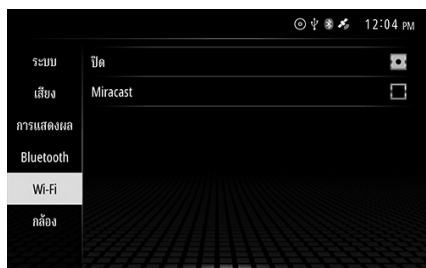 12:04 PM
ระบบ
ปิด
เสียง
Miracast
การแสดงผล
Bluetooth
Wi-Fi
กล้อง